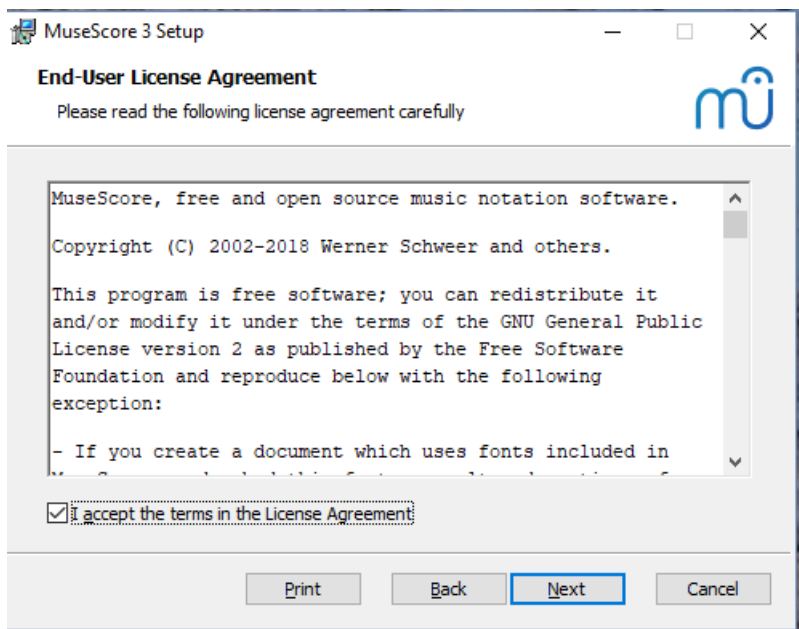 MuseScore 3 Setup
End-User License Agreement
Please read the following license agreement carefully
MuseScore, free and open source music notation software.
Copyright (C) 2002-2018 Werner Schweer and others.
This program is free software; you can redistribute it
and/or modify it under the terms of the GNU General Public
License version 2 as published by the Free Software
Foundation and reproduce below with the following
exception:
- If you create a document which uses fonts included in
I accept the terms in the License Agreement
Print Back Next Cancel